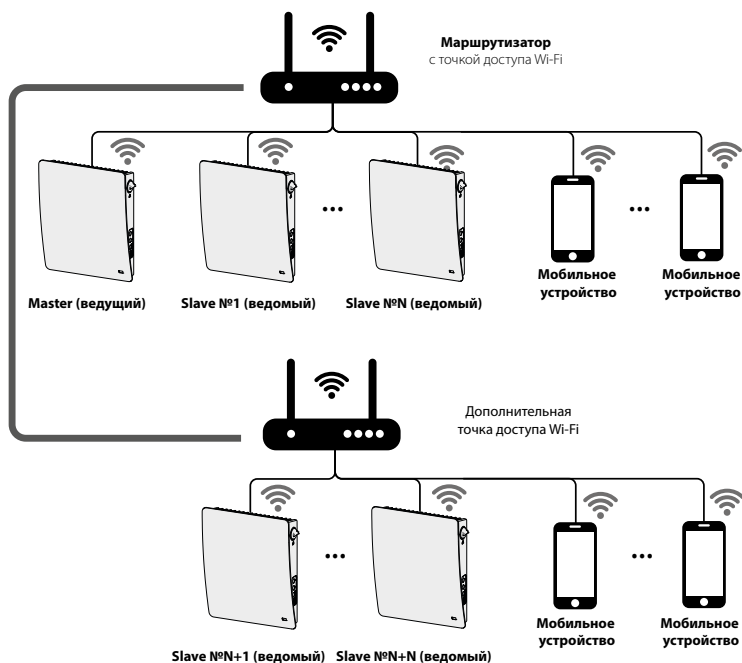 Маршрутизатор
с точкой доступа Wi-Fi
Master (ведущий)
Slave №1 (ведомый)
Slave №N (ведомый)
Мобильное
устройство
Мобильное
устройство
Дополнительная
точка доступа Wi-Fi
Slave №N+1 (ведомый)
Slave №N+N (ведомый)
Мобильное
устройство
Мобильное
устройство